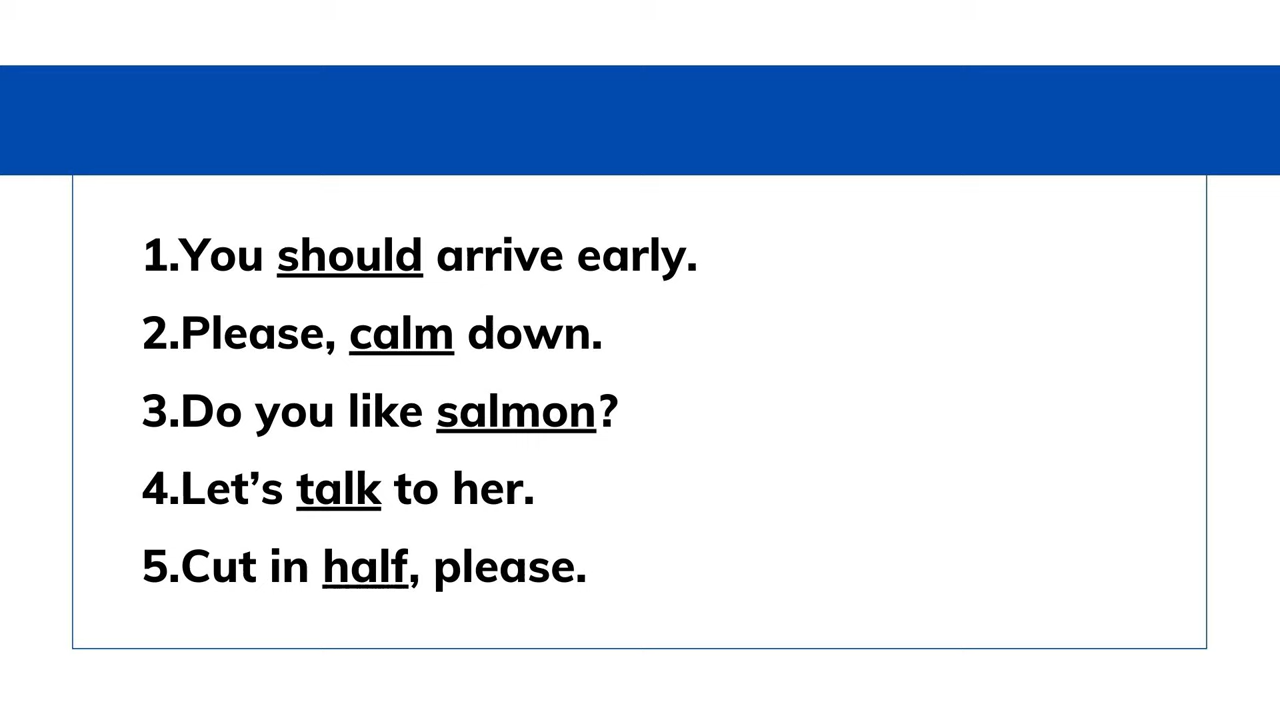 1.You should arrive early.
2.Please, calm down.
3.Do you like salmon?
4.Let’s talk to her.
5.Cut in half, please.